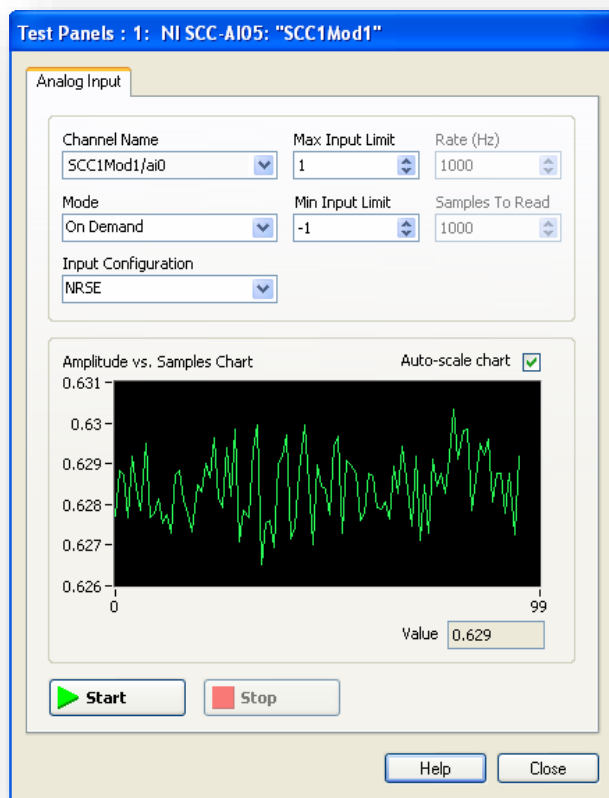 Test Panels : 1: NI SCC-AI05: "SCC1Mod1"
Analog Input
Channel Name
SCC1Mod1/ai0
Max Input Limit
1
Rate (Hz)
1000
Mode
On Demand
Min Input Limit
-1
Samples To Read
1000
Input Configuration
NRSE
Amplitude vs. Samples Chart
Auto-scale chart
0.631
0.63
0.629
0.628
0.627
0.626
0
99
Value 0.629
Start
Stop
Help
Close